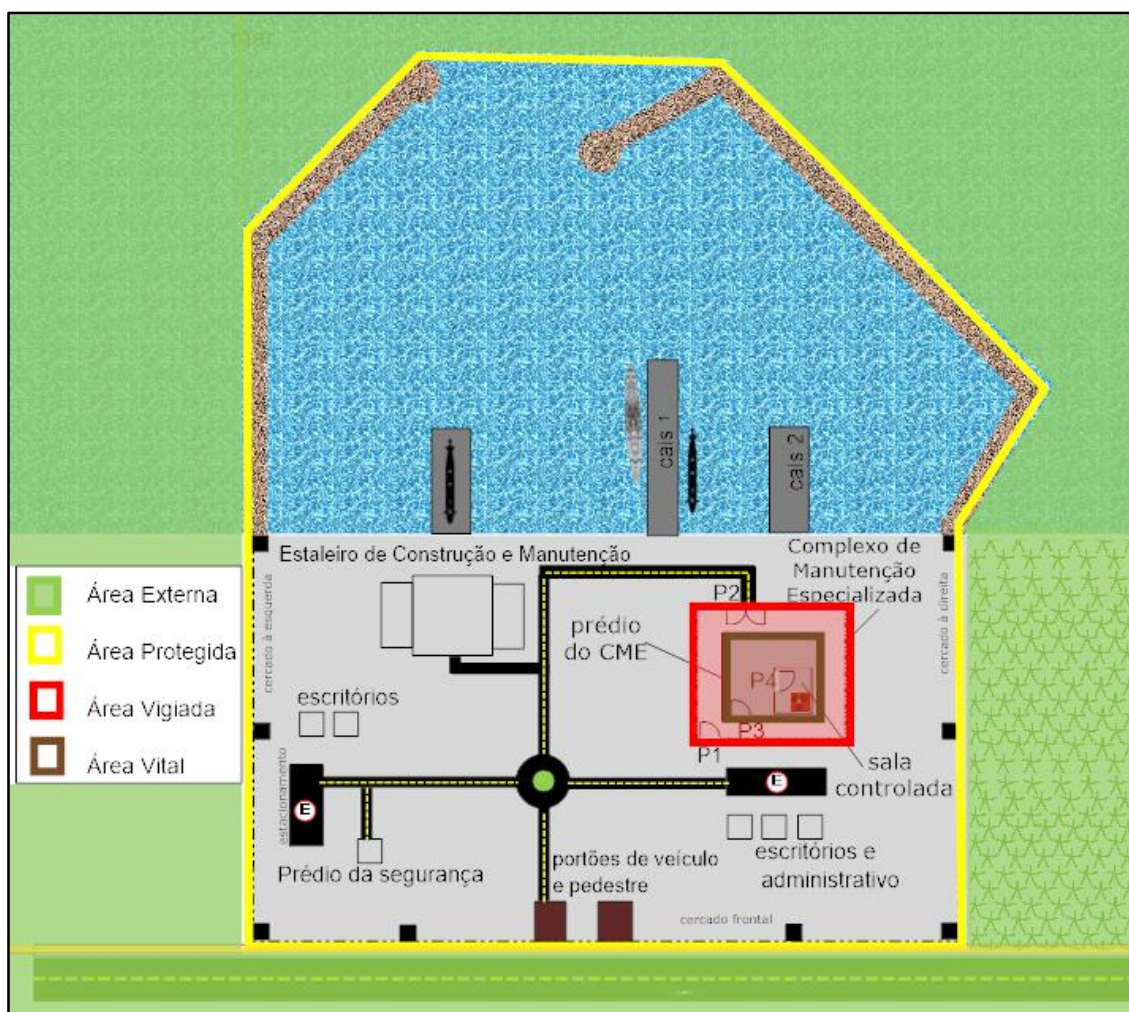 mar
Estaleiro de Construção e Manutenção
cais 1
cais 2
Complexo de
Manutenção
Especializada
cercado à esquerda
cercado à direita
Área Externa
Área Protegida
Área Vigiada
Área Vital
P2
prédio
do CME
P4
P3
P1
sala
controlada
escritórios
estacionamento
E
E
Prédio da segurança
portões de veículo
e pedestre
escritórios e
administrativo
cercado frontal